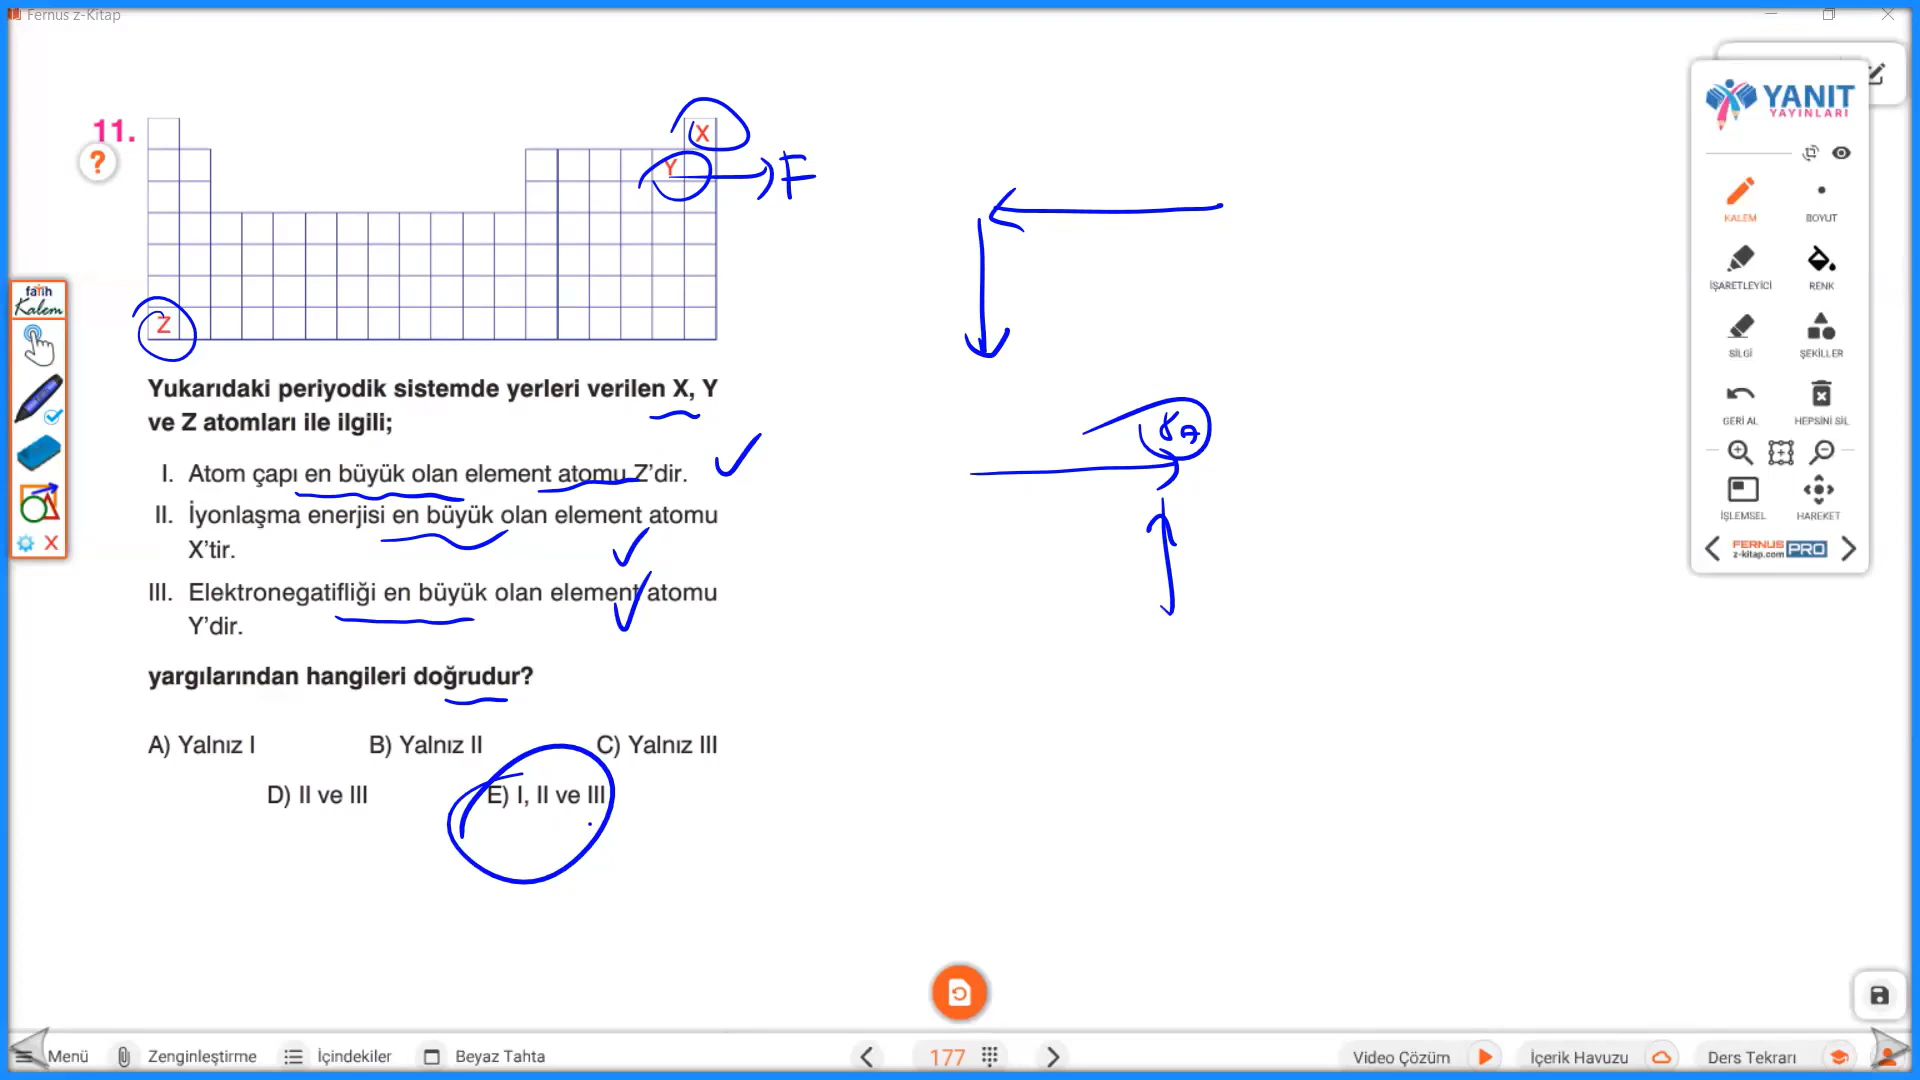 Fernus z-Kitap
11.
?
X
Y
F
Z
Yukarıdaki periyodik sistemde yerleri verilen X, Y
ve Z atomları ile ilgili;
I. Atom çapı en büyük olan element atomu Z’dir.
II. İyonlaşma enerjisi en büyük olan element atomu
X’tir.
III. Elektronegatifliği en büyük olan element atomu
Y’dir.
yargılarından hangileri doğrudur?
A) Yalnız I B) Yalnız II C) Yalnız III
D) II ve III E) I, II ve III
8A
fatih
Kalem
X
YANIT
YAYINLARI
KALEM BOYUT
İŞARETLEYİCİ RENK
SİLGİ ŞEKİLLER
GERİ AL HEPSİNİ SİL
İŞLEMSEL HAREKET
FERNUS
z-kitap.com PRO
Menü Zenginleştirme İçindekiler Beyaz Tahta 177 Video Çözüm İçerik Havuzu Ders Tekrarı